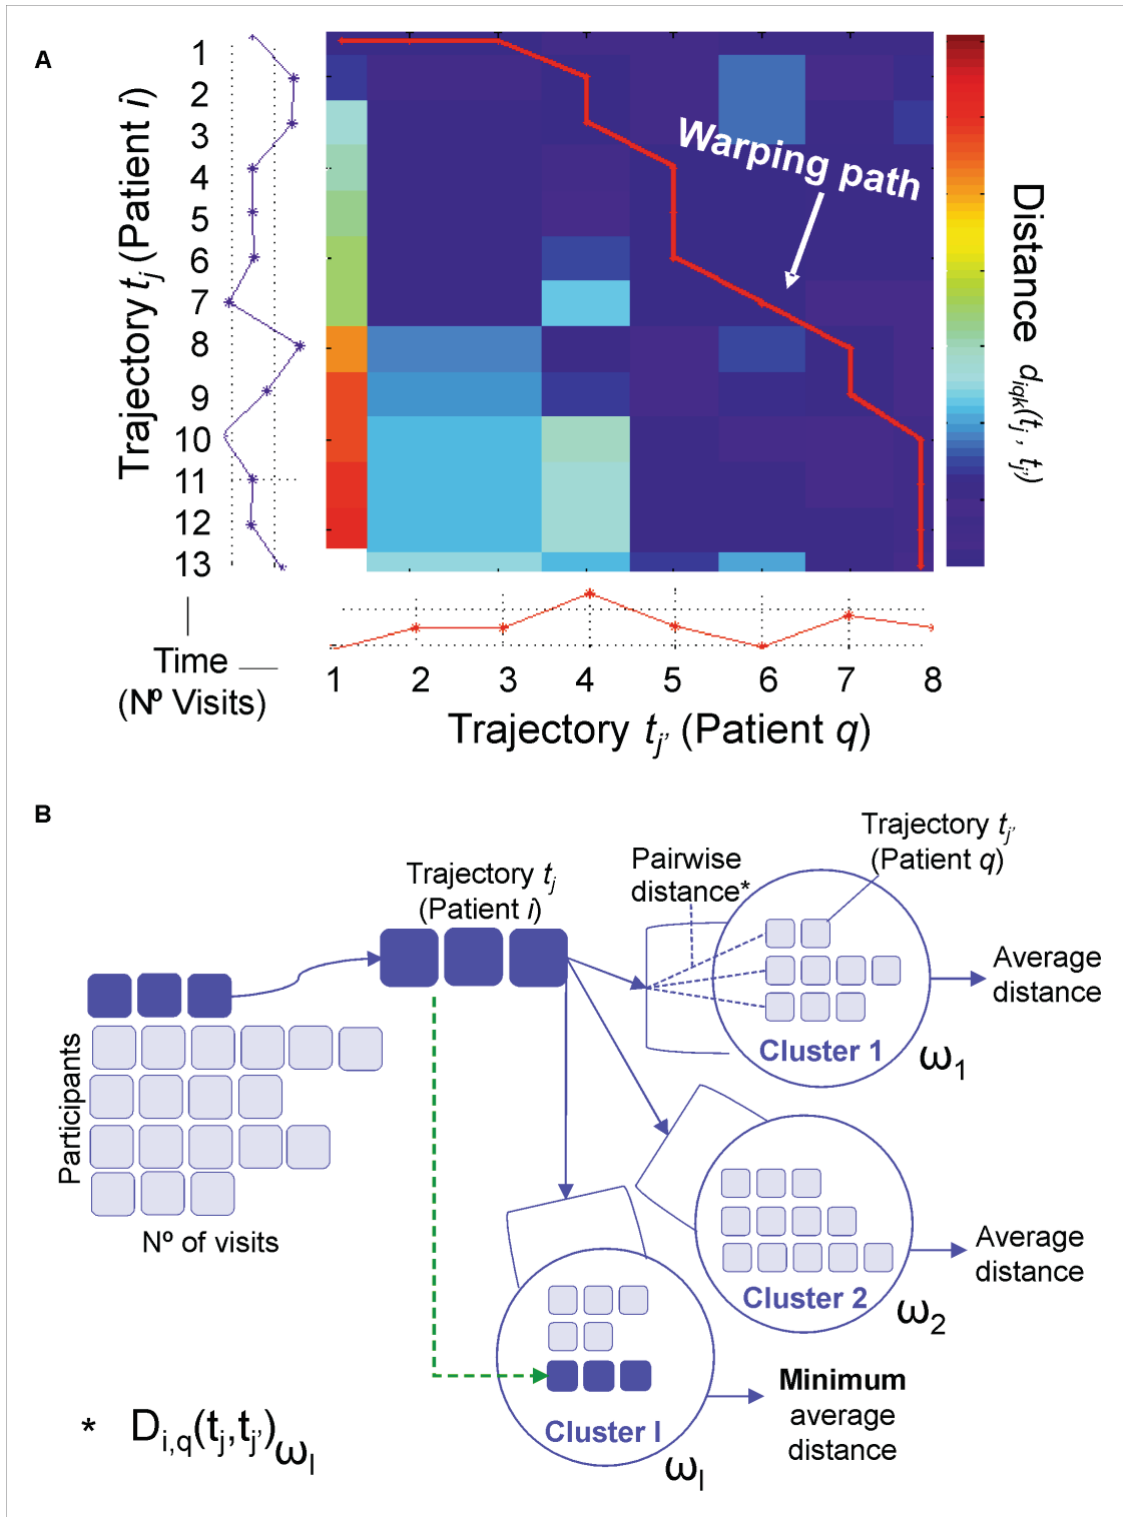 A
Trajectory tj (Patient i)
1
2
3
4
5
6
7
8
9
10
11
12
13
Warping path
Distance diqk(tj , tj')
Time
(Nº Visits)
1 2 3 4 5 6 7 8
Trajectory tj' (Patient q)
B
Trajectory tj'
(Patient q)
Pairwise
distance*
Trajectory tj
(Patient i)
Average
distance
Cluster 1
ω1
Participants
Nº of visits
Average
distance
Cluster 2
ω2
Minimum
average
distance
Cluster l
ωl
* Di,q(tj,tj')ωl